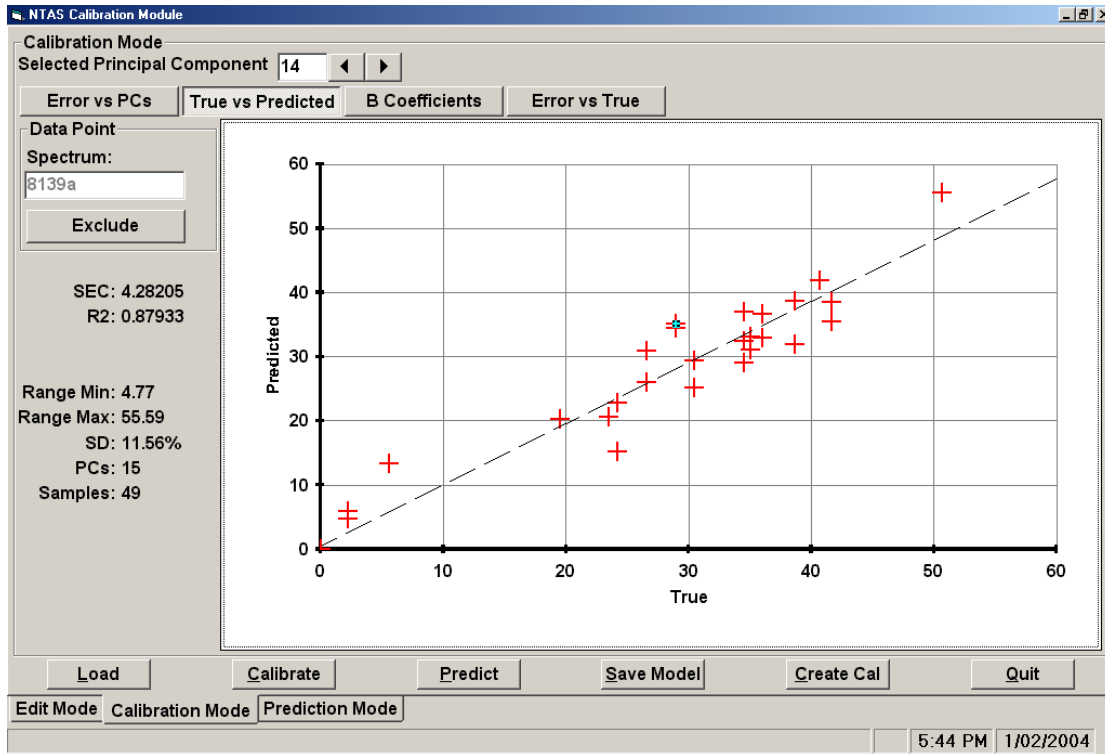 NTAS Calibration Module
Calibration Mode
Selected Principal Component 14
Error vs PCs True vs Predicted B Coefficients Error vs True
Data Point
Spectrum:
8139a
Exclude
SEC: 4.28205
R2: 0.87933
Range Min: 4.77
Range Max: 55.59
SD: 11.56%
PCs: 15
Samples: 49
60
50
40
30
20
10
0
Predicted
0 10 20 30 40 50 60
True
Load Calibrate Predict Save Model Create Cal Quit
Edit Mode Calibration Mode Prediction Mode
5:44 PM 1/02/2004